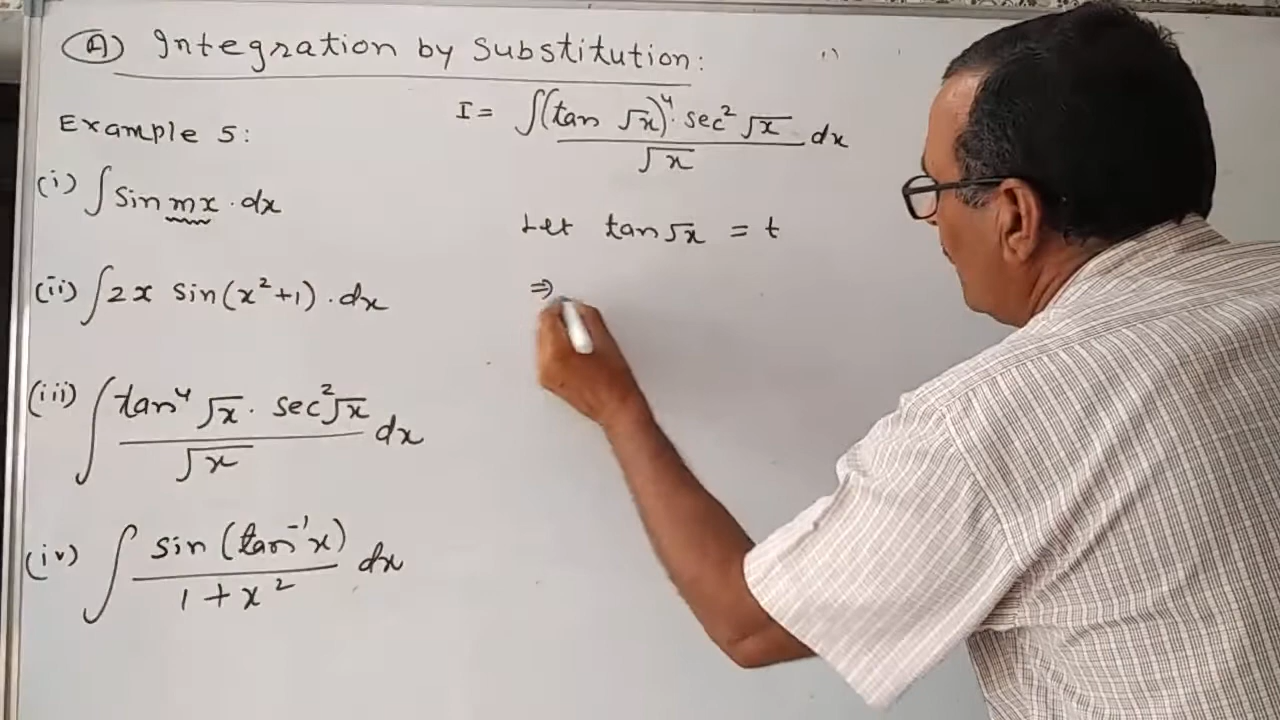 (A) Integration by Substitution:
Example 5:
(i) ∫ Sin mx . dx
(ii) ∫ 2x sin(x²+1) . dx
(iii) ∫ tan⁴ √x . sec² √x / √x dx
(iv) ∫ sin (tan⁻¹x) / 1 + x² dx
I = ∫ (tan √x)⁴ . sec² √x / √x dx
Let tan √x = t
⇒